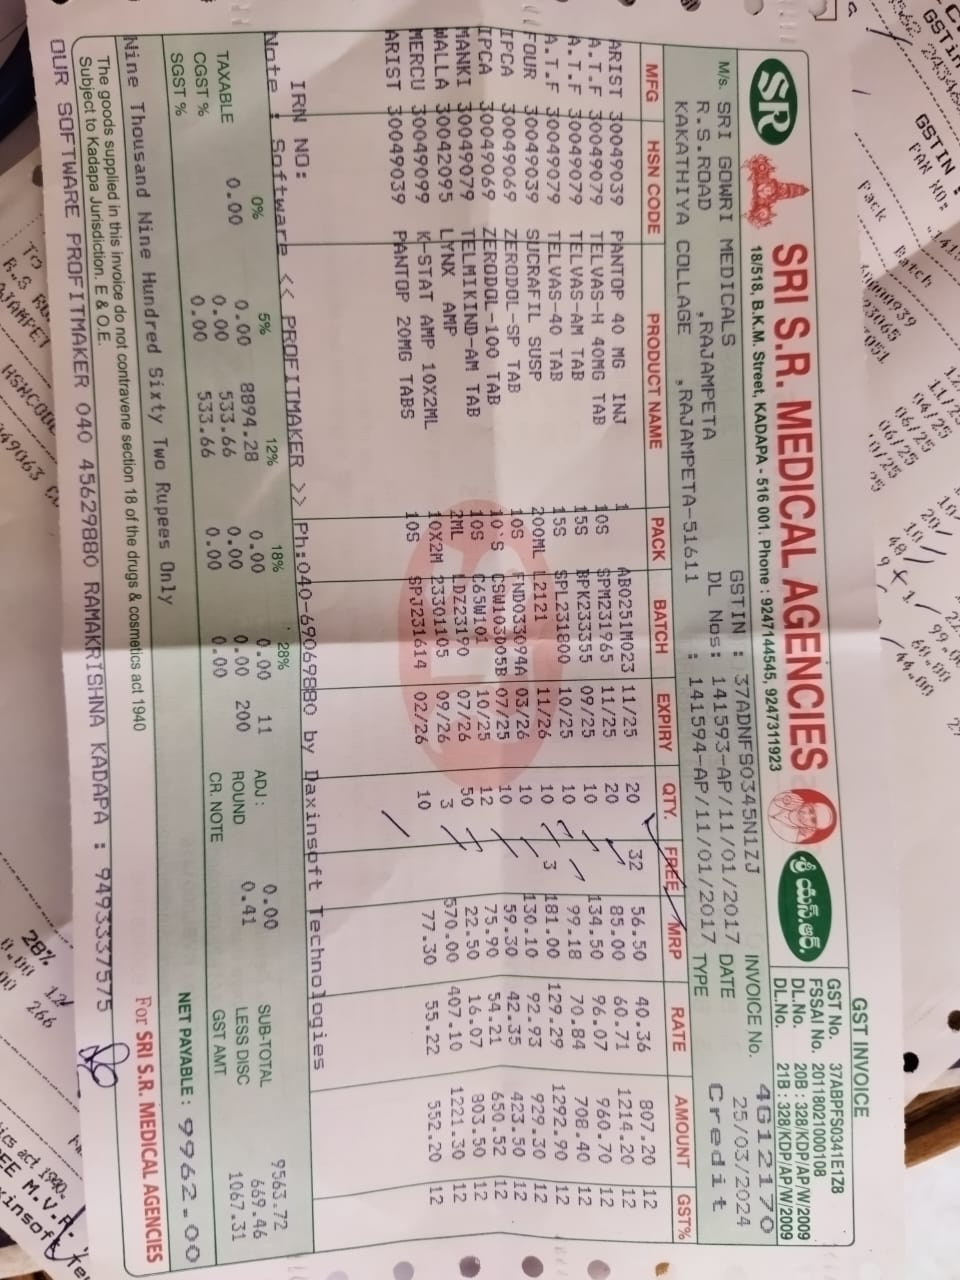 GST INVOICE
SRI S.R. MEDICAL AGENCIES
SR
18/518, B.K.M. Street, KADAPA - 516 001. Phone : 9247144545, 9247311923
GST No. 37ABPFS0341E1Z8
FSSAI No. 20118021000108
DL.No. 20B : 328/KDP/AP/W/2009
DL.No. 21B : 328/KDP/AP/W/2009
M/s. SRI GOWRI MEDICALS GSTIN : 37ADNFS0345N1ZJ INVOICE No. 4G12170
R.S.ROAD ,RAJAMPETA DL Nos: 141593-AP/11/01/2017 DATE 25/03/2024
KAKATHIYA COLLAGE ,RAJAMPETA-51611 : 141594-AP/11/01/2017 TYPE Credit
MFG HSN CODE PRODUCT NAME PACK BATCH EXPIRY QTY. FREE MRP RATE AMOUNT GST%
ARIST 30049039 PANTOP 40 MG INJ 1 AB0251M023 11/25 20 32 56.50 40.36 807.20 12
A.T.F 30049079 TELVAS-H 40MG TAB 10S SPM231965 11/25 20 85.00 60.71 1214.20 12
A.T.F 30049079 TELVAS-AM TAB 15S BPK233355 09/25 10 134.50 96.07 960.70 12
A.T.F 30049079 TELVAS-40 TAB 15S SPL231800 10/25 10 99.18 70.84 708.40 12
FOUR 30049039 SUCRAFIL SUSP 200ML L2121 11/26 10 3 181.00 129.29 1292.90 12
IPCA 30049069 ZERODOL-SP TAB 10S FND033094A 03/26 10 130.10 92.93 929.30 12
IPCA 30049069 ZERODOL-100 TAB 10`S CSW103005B 07/25 10 59.30 42.35 423.50 12
MANKI 30049079 TELMIKIND-AM TAB 10S C65W101 10/25 12 75.90 54.21 650.52 12
WALLA 30042095 LYNX AMP 2ML LDZ23190 07/26 50 22.50 16.07 803.50 12
MERCU 30049099 K-STAT AMP 10X2ML 10X2M 23301105 09/26 3 570.00 407.10 1221.30 12
ARIST 30049039 PANTOP 20MG TABS 10S SPJ231614 02/26 10 77.30 55.22 552.20 12
IRN NO:
Note : Software << PROFITMAKER >> Ph:040-69069880 by Daxinsoft Technologies
0% 5% 12% 18% 28%
TAXABLE 0.00 0.00 8894.28 0.00 0.00 11 ADJ : 0.00 SUB-TOTAL 9563.72
CGST % 0.00 533.66 0.00 0.00 200 ROUND 0.41 LESS DISC 669.46
SGST % 0.00 533.66 0.00 0.00 CR. NOTE GST AMT 1067.31
Nine Thousand Nine Hundred Sixty Two Rupees Only NET PAYABLE : 9962.00
The goods supplied in this invoice do not contravene section 18 of the drugs & cosmetics act 1940
Subject to Kadapa Jurisdiction. E & O.E.
For SRI S.R. MEDICAL AGENCIES
OUR SOFTWARE PROFITMAKER 040 45629880 RAMAKRISHNA KADAPA : 9493337575